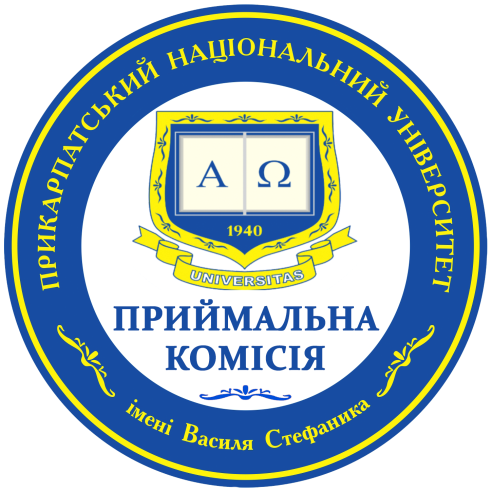 ПРИКАРПАТСЬКИЙ НАЦІОНАЛЬНИЙ УНІВЕРСИТЕТ
Α Ω
1940
UNIVERSITAS
ПРИЙМАЛЬНА
КОМІСІЯ
імені Василя Стефаника